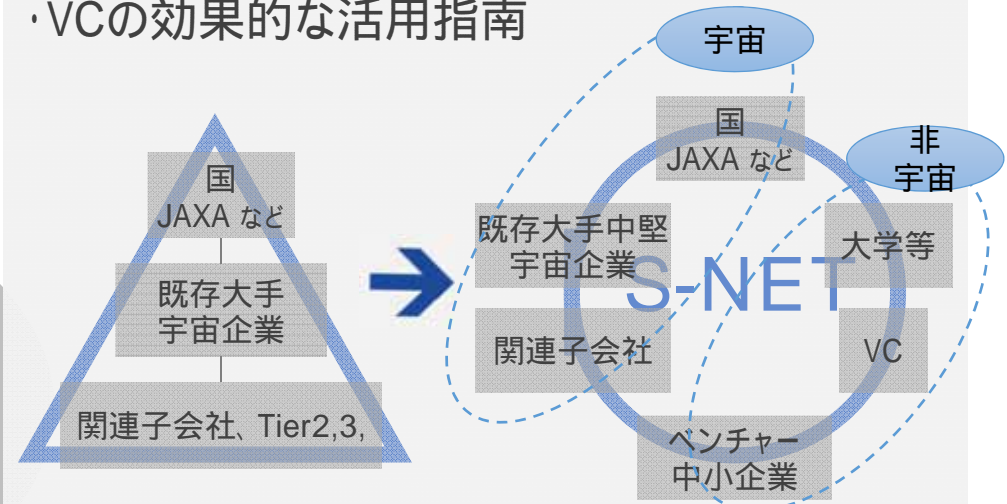 ・VCの効果的な活用指南
国
JAXA など
既存大手
宇宙企業
関連子会社、Tier2,3,
宇宙
国
JAXA など
非
宇宙
既存大手中堅
宇宙企業
大学等
S-NET
関連子会社
VC
ベンチャー
中小企業